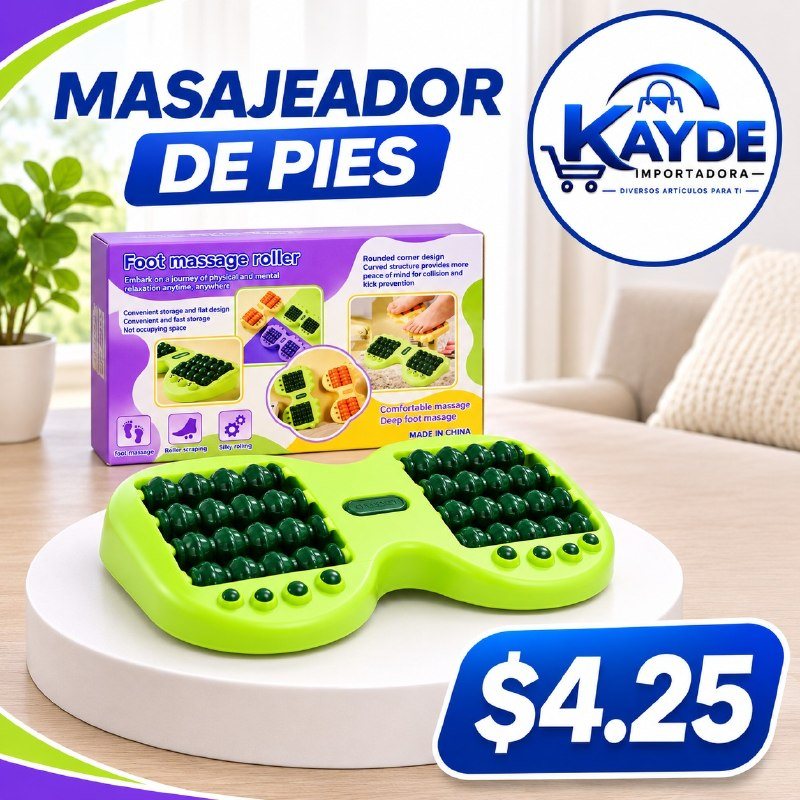 MASAJEADOR
DE PIES
KAYDE
IMPORTADORA
DIVERSOS ARTÍCULOS PARA TI
Foot massage roller
Embark on a journey of physical and mental
relaxation anytime, anywhere
Convenient storage and flat design
Convenient and fast storage
Not occupying space
Rounded corner design
Curved structure provides more
peace of mind for collision and
kick prevention
foot massage
Roller scraping
Silky rolling
Comfortable massage
Deep foot masage
MADE IN CHINA
$4.25